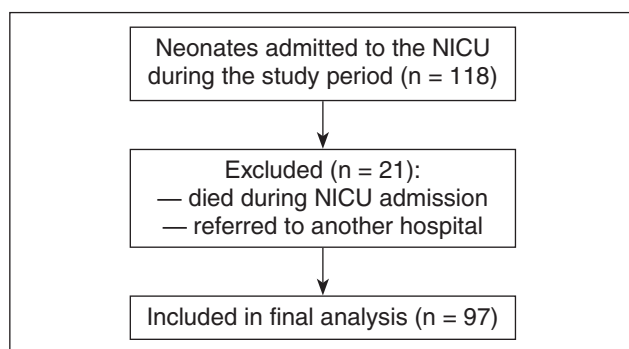 Neonates admitted to the NICU
during the study period (n = 118)
Excluded (n = 21):
— died during NICU admission
— referred to another hospital
Included in final analysis (n = 97)